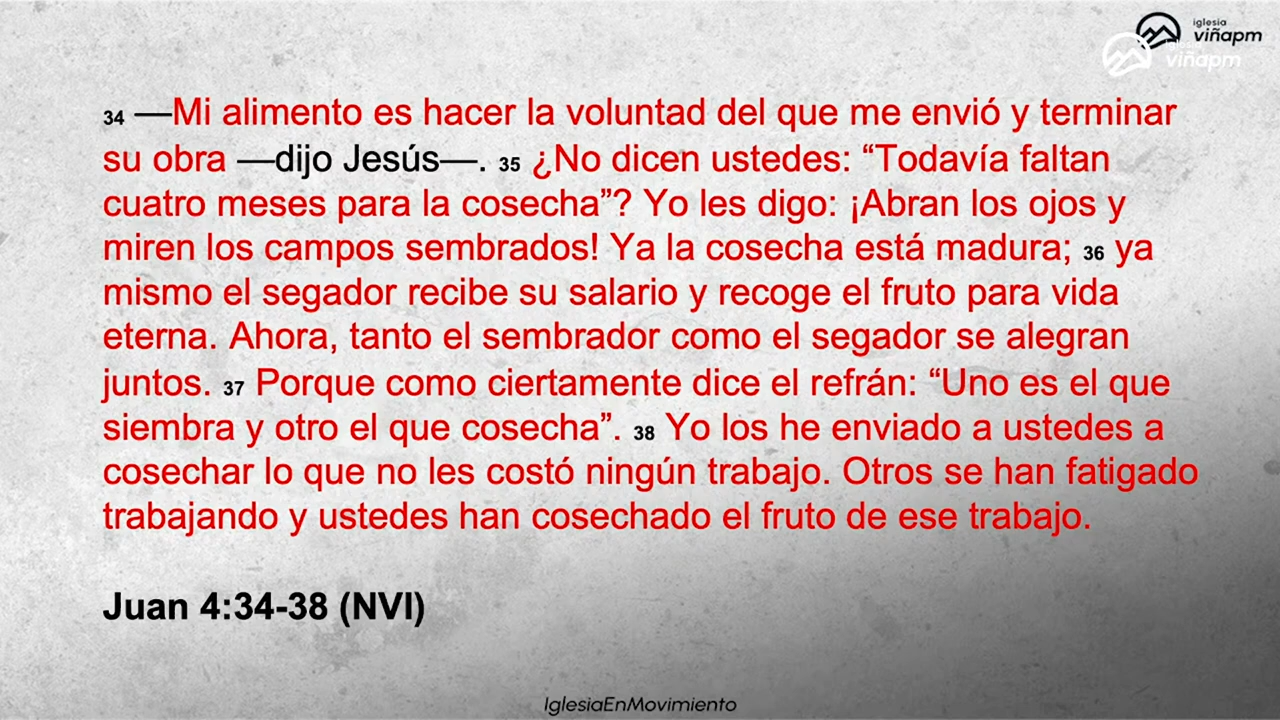 iglesia
viñapm
viñapm
34 —Mi alimento es hacer la voluntad del que me envió y terminar
su obra —dijo Jesús—. 35 ¿No dicen ustedes: “Todavía faltan
cuatro meses para la cosecha”? Yo les digo: ¡Abran los ojos y
miren los campos sembrados! Ya la cosecha está madura; 36 ya
mismo el segador recibe su salario y recoge el fruto para vida
eterna. Ahora, tanto el sembrador como el segador se alegran
juntos. 37 Porque como ciertamente dice el refrán: “Uno es el que
siembra y otro el que cosecha”. 38 Yo los he enviado a ustedes a
cosechar lo que no les costó ningún trabajo. Otros se han fatigado
trabajando y ustedes han cosechado el fruto de ese trabajo.
Juan 4:34-38 (NVI)
IglesiaEnMovimiento